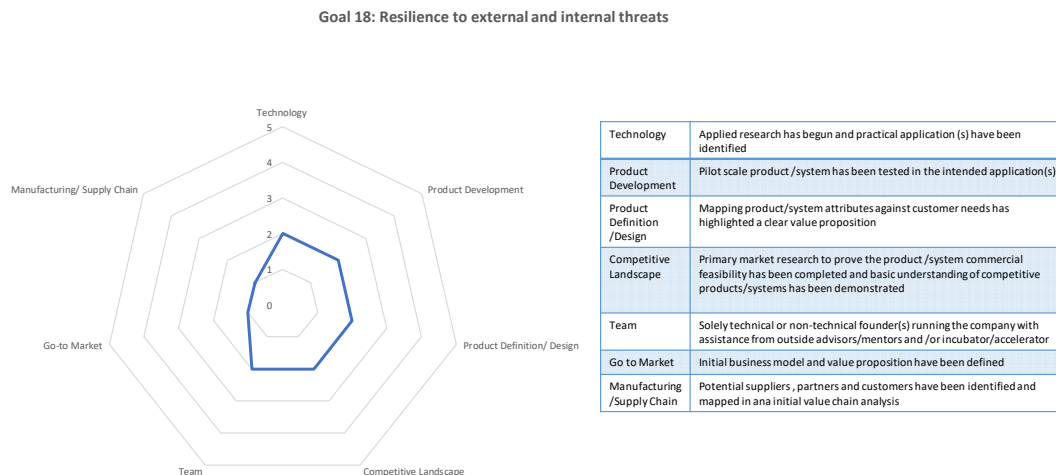 Goal 18: Resilience to external and internal threats
Technology
5
4
3
2
1
0
Manufacturing/ Supply Chain
Product Development
Go-to Market
Product Definition/ Design
Team
Competitive Landscape
Technology
Applied research has begun and practical application (s) have been
identified
Product
Development
Pilot scale product /system has been tested in the intended application(s)
Product
Definition
/Design
Mapping product/system attributes against customer needs has
highlighted a clear value proposition
Competitive
Landscape
Primary market research to prove the product /system commercial
feasibility has been completed and basic understanding of competitive
products/systems has been demonstrated
Team
Solely technical or non-technical founder(s) running the company with
assistance from outside advisors/mentors and /or incubator/accelerator
Go to Market
Initial business model and value proposition have been defined
Manufacturing
/Supply Chain
Potential suppliers , partners and customers have been identified and
mapped in ana initial value chain analysis